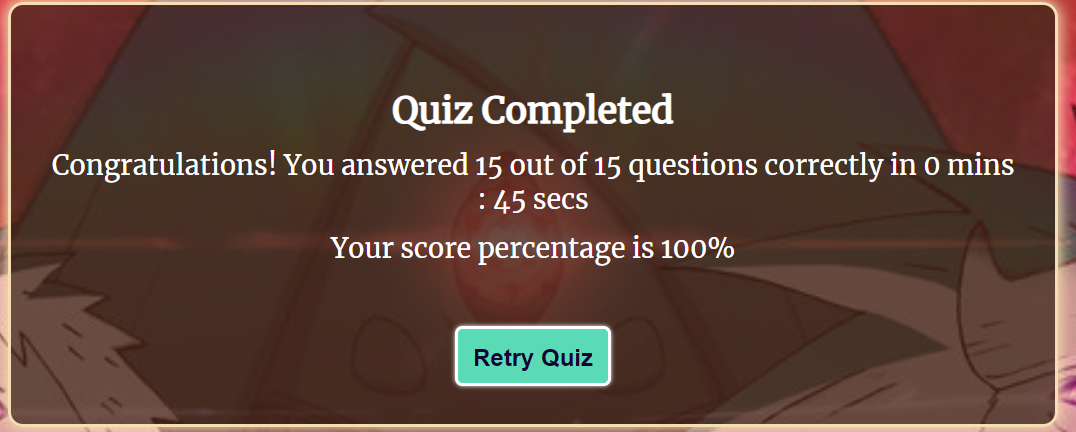 Quiz Completed
Congratulations! You answered 15 out of 15 questions correctly in 0 mins
: 45 secs
Your score percentage is 100%
Retry Quiz